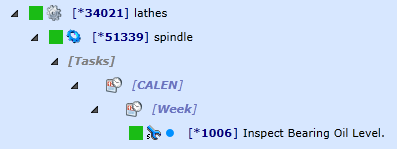 [*34021] lathes
[*51339] spindle
[Tasks]
[CALEN]
[Week]
[*1006] Inspect Bearing Oil Level.